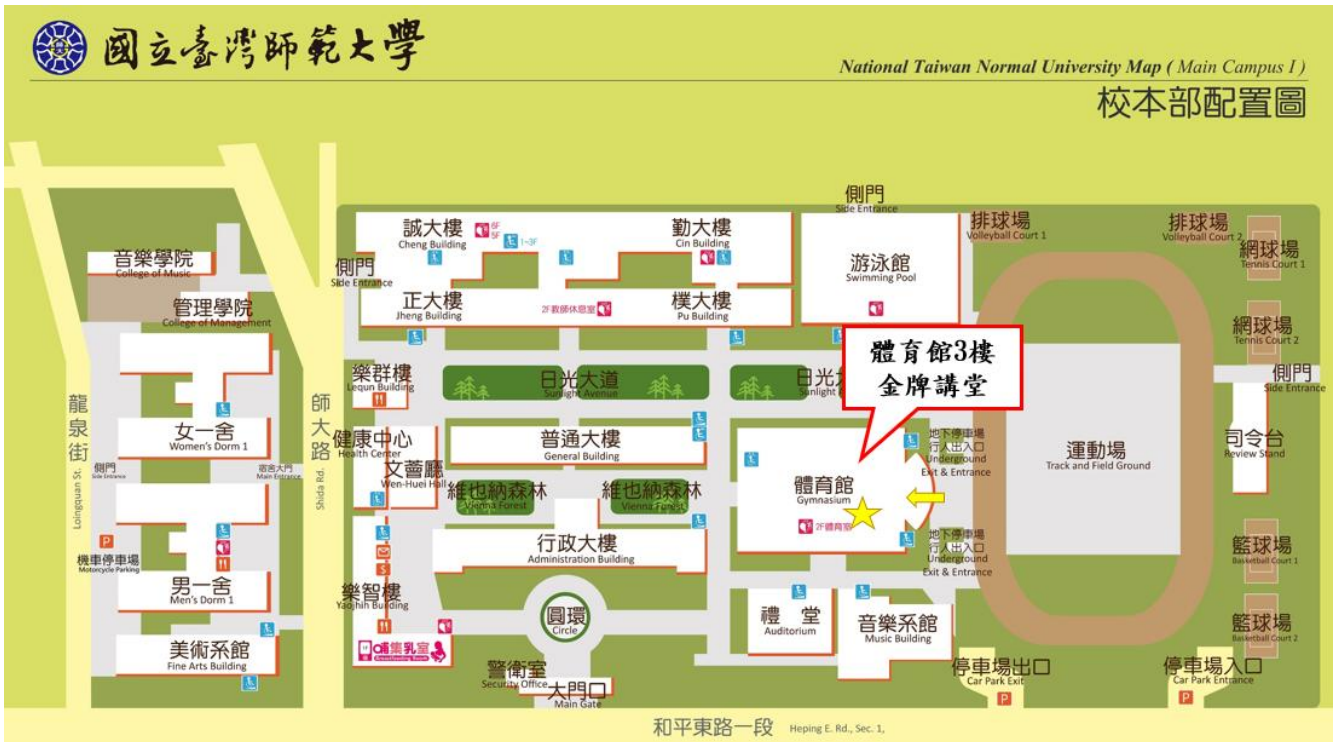 國立臺灣師範大學
National Taiwan Normal University Map ( Main Campus I )
校本部配置圖
側門
Side Entrance
誠大樓
Cheng Building
6F
5F
1~3F
勤大樓
Cin Building
排球場
Volleyball Court 1
排球場
Volleyball Court 2
網球場
Tennis Court 1
音樂學院
College of Music
側門
Side Entrance
游泳館
Swimming Pool
管理學院
College of Management
正大樓
Jheng Building
2F教師休息室
樸大樓
Pu Building
網球場
Tennis Court 2
體育館3樓
金牌講堂
樂群樓
Lequn Building
日光大道
Sunlight Avenue
日光
Sunlight
側門
Side Entrance
龍泉街
Loingquan St.
師大路
Shida Rd.
女一舍
Women's Dorm 1
健康中心
Health Center
普通大樓
General Building
地下停車場
行人出入口
Underground
Exit & Entrance
運動場
Track and Field Ground
司令台
Review Stand
側門
Side Entrance
宿舍大門
Main Entrance
文薈廳
Wen-Huei Hall
維也納森林
Vienna Forest
維也納森林
Vienna Forest
體育館
Gymnasium
2F體育室
P
機車停車場
Motorcycle Parking
行政大樓
Administration Building
地下停車場
行人出入口
Underground
Exit & Entrance
籃球場
Basketball Court 1
男一舍
Men's Dorm 1
樂智樓
Yaojhih Building
圓環
Circle
禮 堂
Auditorium
音樂系館
Music Building
籃球場
Basketball Court 2
美術系館
Fine Arts Building
哺集乳室
Breastfeeding Room
警衛室
Security Office
大門口
Main Gate
停車場出口
Car Park Exit
P
停車場入口
Car Park Entrance
P
和平東路一段 Heping E. Rd., Sec. 1,